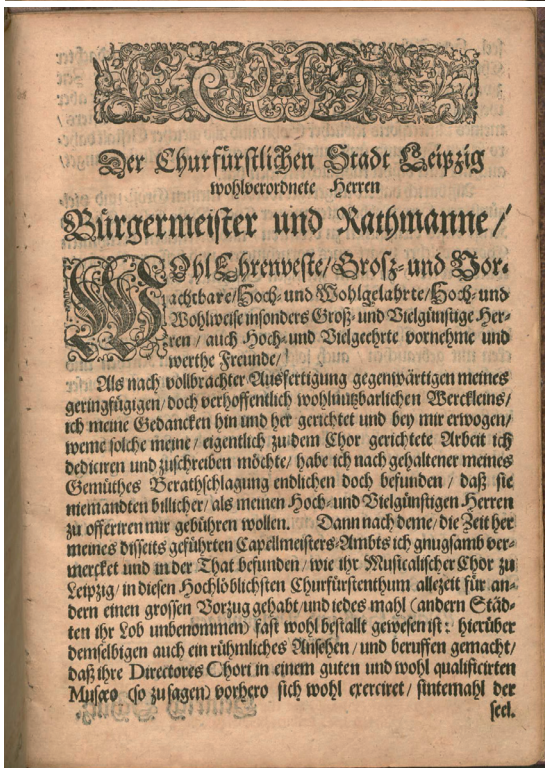 Der Churfürstlichen Stadt Leipzig
wohlverordnete Herren
Bürgermeister und Rathmanne/
WOhl Ehrenveste/Grosz- und Vor-
achtbare/Hoch- und Wohlgelahrte/Hoch- und
Wohlweise insonders Groß- und Vielgünstige Her-
ren/ auch Hoch- und Vielgeehrte vornehme und
werthe Freunde/
Als nach vollbrachter Ausfertigung gegenwärtigen meines
geringfügigen/ doch verhoffentlich wohlnutzbarlichen Werckleins/
ich meine Gedancken hin und her gerichtet und bey mir erwogen/
weme solche meine/ eigentlich zu dem Chor gerichtete Arbeit ich
dediciren und zuschreiben möchte/ habe ich nach gehaltener meines
Gemüthes Berathschlagung endlichen doch befunden/ daß sie
niemandten billicher/ als meinen Hoch- und Vielgünstigen Herren
zu offeriren mir gebühren wollen. Dann nach deme/ die Zeit her
meines disseits geführten Capellmeisters-Ambts ich gnugsamb ver-
mercket und in der That befunden/ wie ihr Musicalischer Chor zu
Leipzig/ in diesen Hochlöblichsten Churfürstenthum allezeit für an-
dern einen grossen Vorzug gehabt/ und iedes mahl (andern Städ-
ten ihr Lob unbenommen) fast wohl bestallt gewesen ist: hierüber
demselbigen auch ein rühmliches Ansehen/ und beruffen gemacht/
daß ihre Directores Chori in einem guten und wohl qualificirten
Musæo (so zu sagen) vorhero sich wohl exerciret/ sintemahl der
seel.